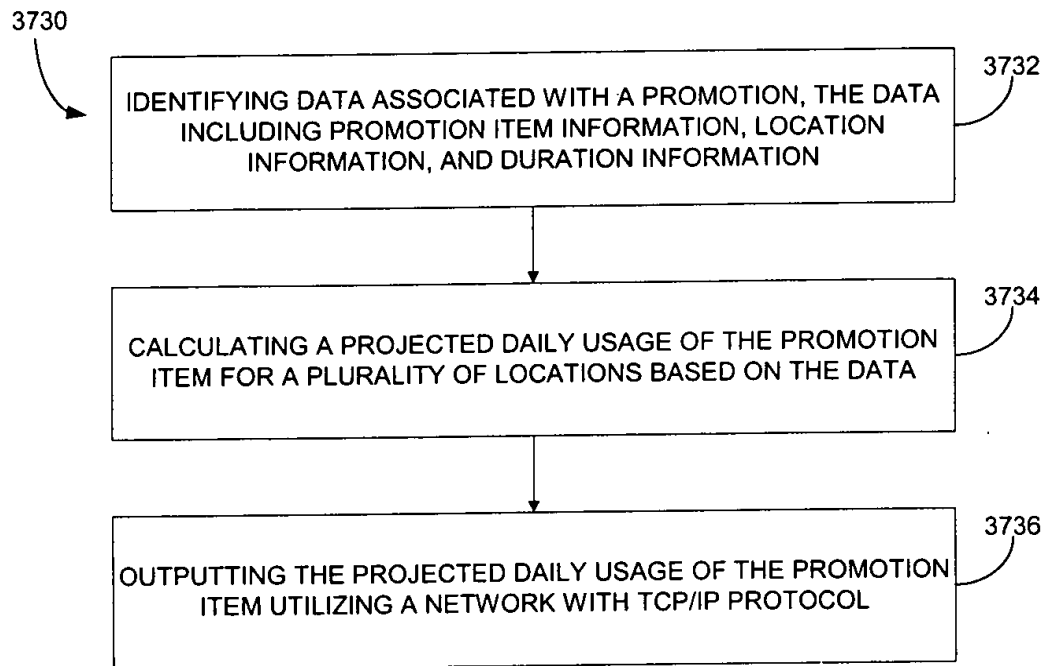 3730
3732
IDENTIFYING DATA ASSOCIATED WITH A PROMOTION, THE DATA
INCLUDING PROMOTION ITEM INFORMATION, LOCATION
INFORMATION, AND DURATION INFORMATION
3734
CALCULATING A PROJECTED DAILY USAGE OF THE PROMOTION
ITEM FOR A PLURALITY OF LOCATIONS BASED ON THE DATA
3736
OUTPUTTING THE PROJECTED DAILY USAGE OF THE PROMOTION
ITEM UTILIZING A NETWORK WITH TCP/IP PROTOCOL